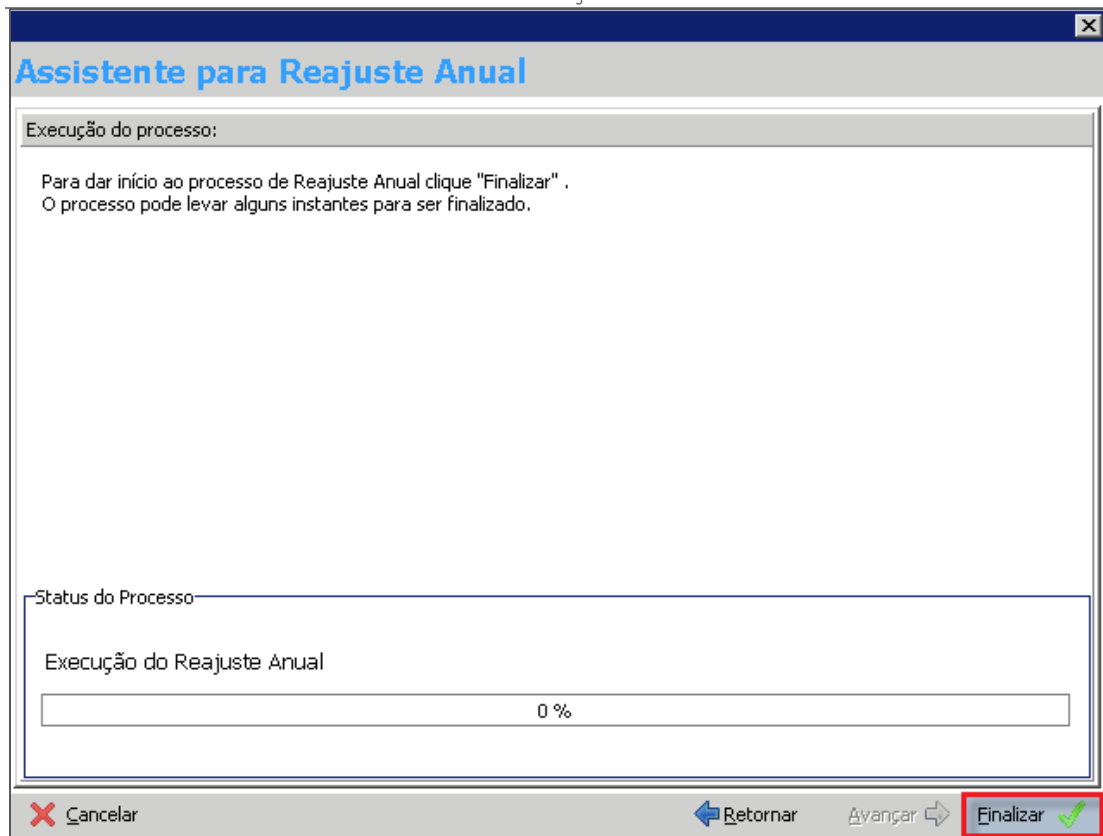 Assistente para Reajuste Anual
Execução do processo:
Para dar início ao processo de Reajuste Anual clique "Finalizar" .
O processo pode levar alguns instantes para ser finalizado.
Status do Processo
Execução do Reajuste Anual
0 %
Cancelar
Retornar
Avançar
Finalizar